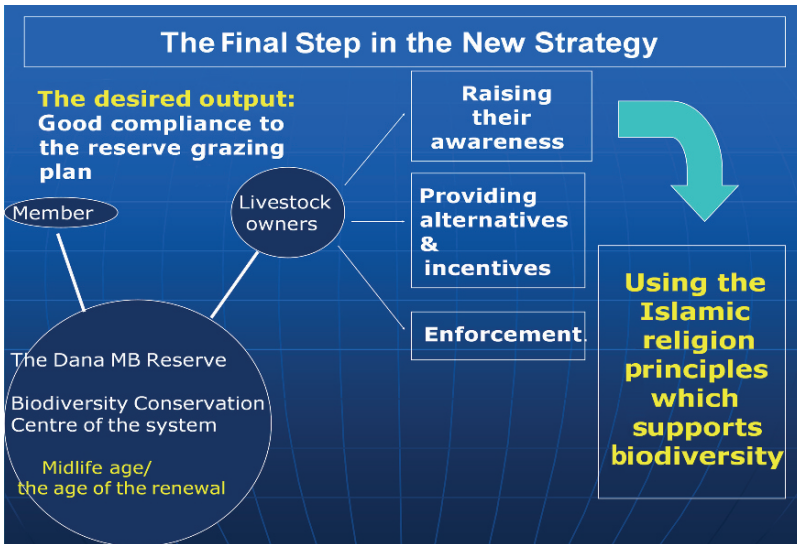 The Final Step in the New Strategy
The desired output:
Good compliance to
the reserve grazing
plan
Member
Livestock
owners
The Dana MB Reserve
Biodiversity Conservation
Centre of the system
Midlife age/
the age of the renewal
Raising
their
awareness
Providing
alternatives
&
incentives
Enforcement.
Using the
Islamic
religion
principles
which
supports
biodiversity